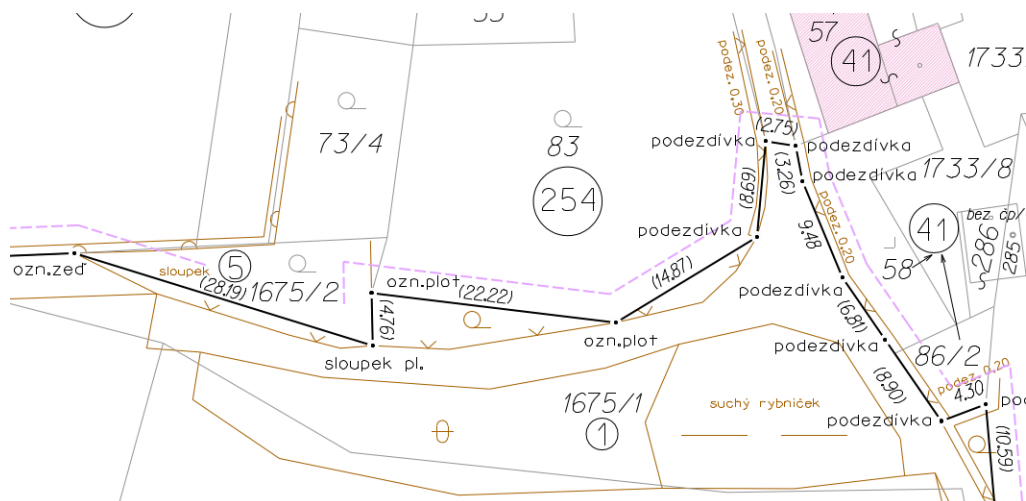 57
41
1733
podez. 0.30
podez. 0.20
73/4
83
254
podezdívka
(2.75)
podezdívka
(3.26)
podezdívka
1733/8
(8.69)
podezdívka
9.48
podez. 0.20
41
bez čp/
286
285
58
ozn.zeď
sloupek
5
1675/2
(28.19)
ozn.plot
(22.22)
(14.87)
(4.76)
podezdívka
(6.81)
ozn.plot
sloupek pl.
podezdívka
86/2
podez. 0.20
(8.90)
4.30
1675/1
1
suchý rybníček
podezdívka
(10.59)